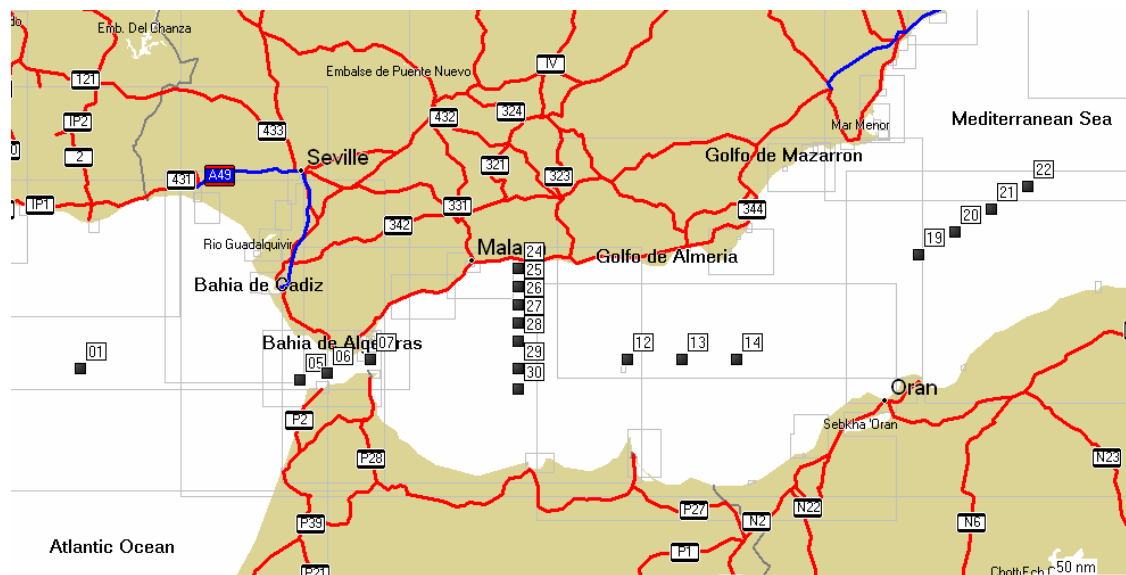 Emb. Del Chanza
Embalse de Puente Nuevo
IV
121
324
432
IP2
433
Mar Menor
Mediterranean Sea
2
Seville
Golfo de Mazarron
321
323
431
A49
22
IP1
331
344
21
342
20
Rio Guadalquivir
19
Mala
24
Golfo de Almeria
25
Bahia de Cadiz
26
27
28
Bahia de Alge ras
01
05
06
07
29
12
13
14
30
Oran
P2
Sebkha 'Oran
P28
N23
P39
P27
N22
N2
N6
Atlantic Ocean
P1
P21
Chott Ech C
50 nm